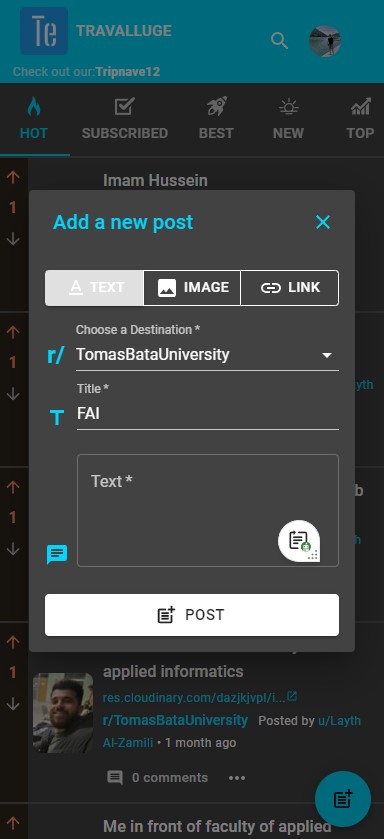 Te TRAVALLUGE
Check out our:Tripnave12
HOT SUBSCRIBED BEST NEW TOP
Imam Hussein
1
Add a new post
TEXT IMAGE LINK
Choose a Destination *
r/ TomasBataUniversity
1
yth
Title *
T FAI
b
Text *
1
h
POST
1
applied informatics
res.cloudinary.com/dazjkjvpl/i...
r/TomasBataUniversity Posted by u/Layth
Al-Zamili • 1 month ago
0 comments
Me in front of faculty of applied